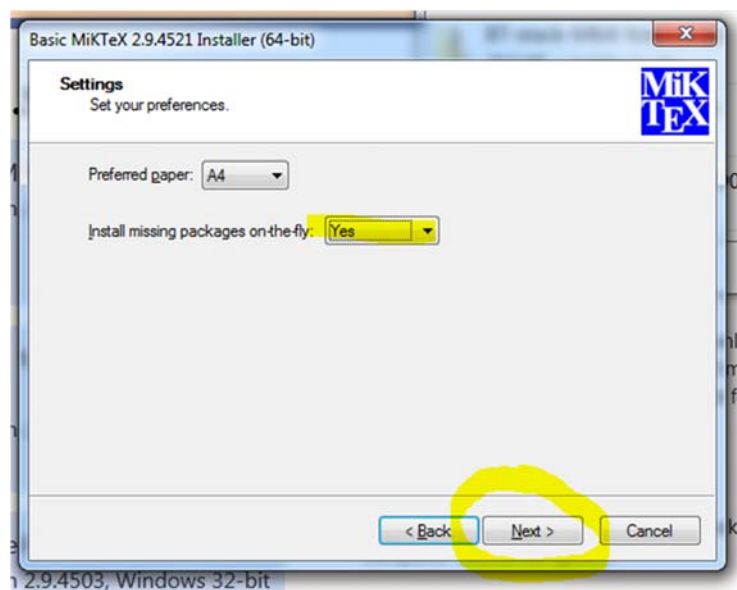 Basic MiKTeX 2.9.4521 Installer (64-bit)
Settings
Set your preferences.
MiK
TEX
Preferred paper: A4
Install missing packages on-the-fly: Yes
< Back
Next >
Cancel
2.9.4503, Windows 32-bit